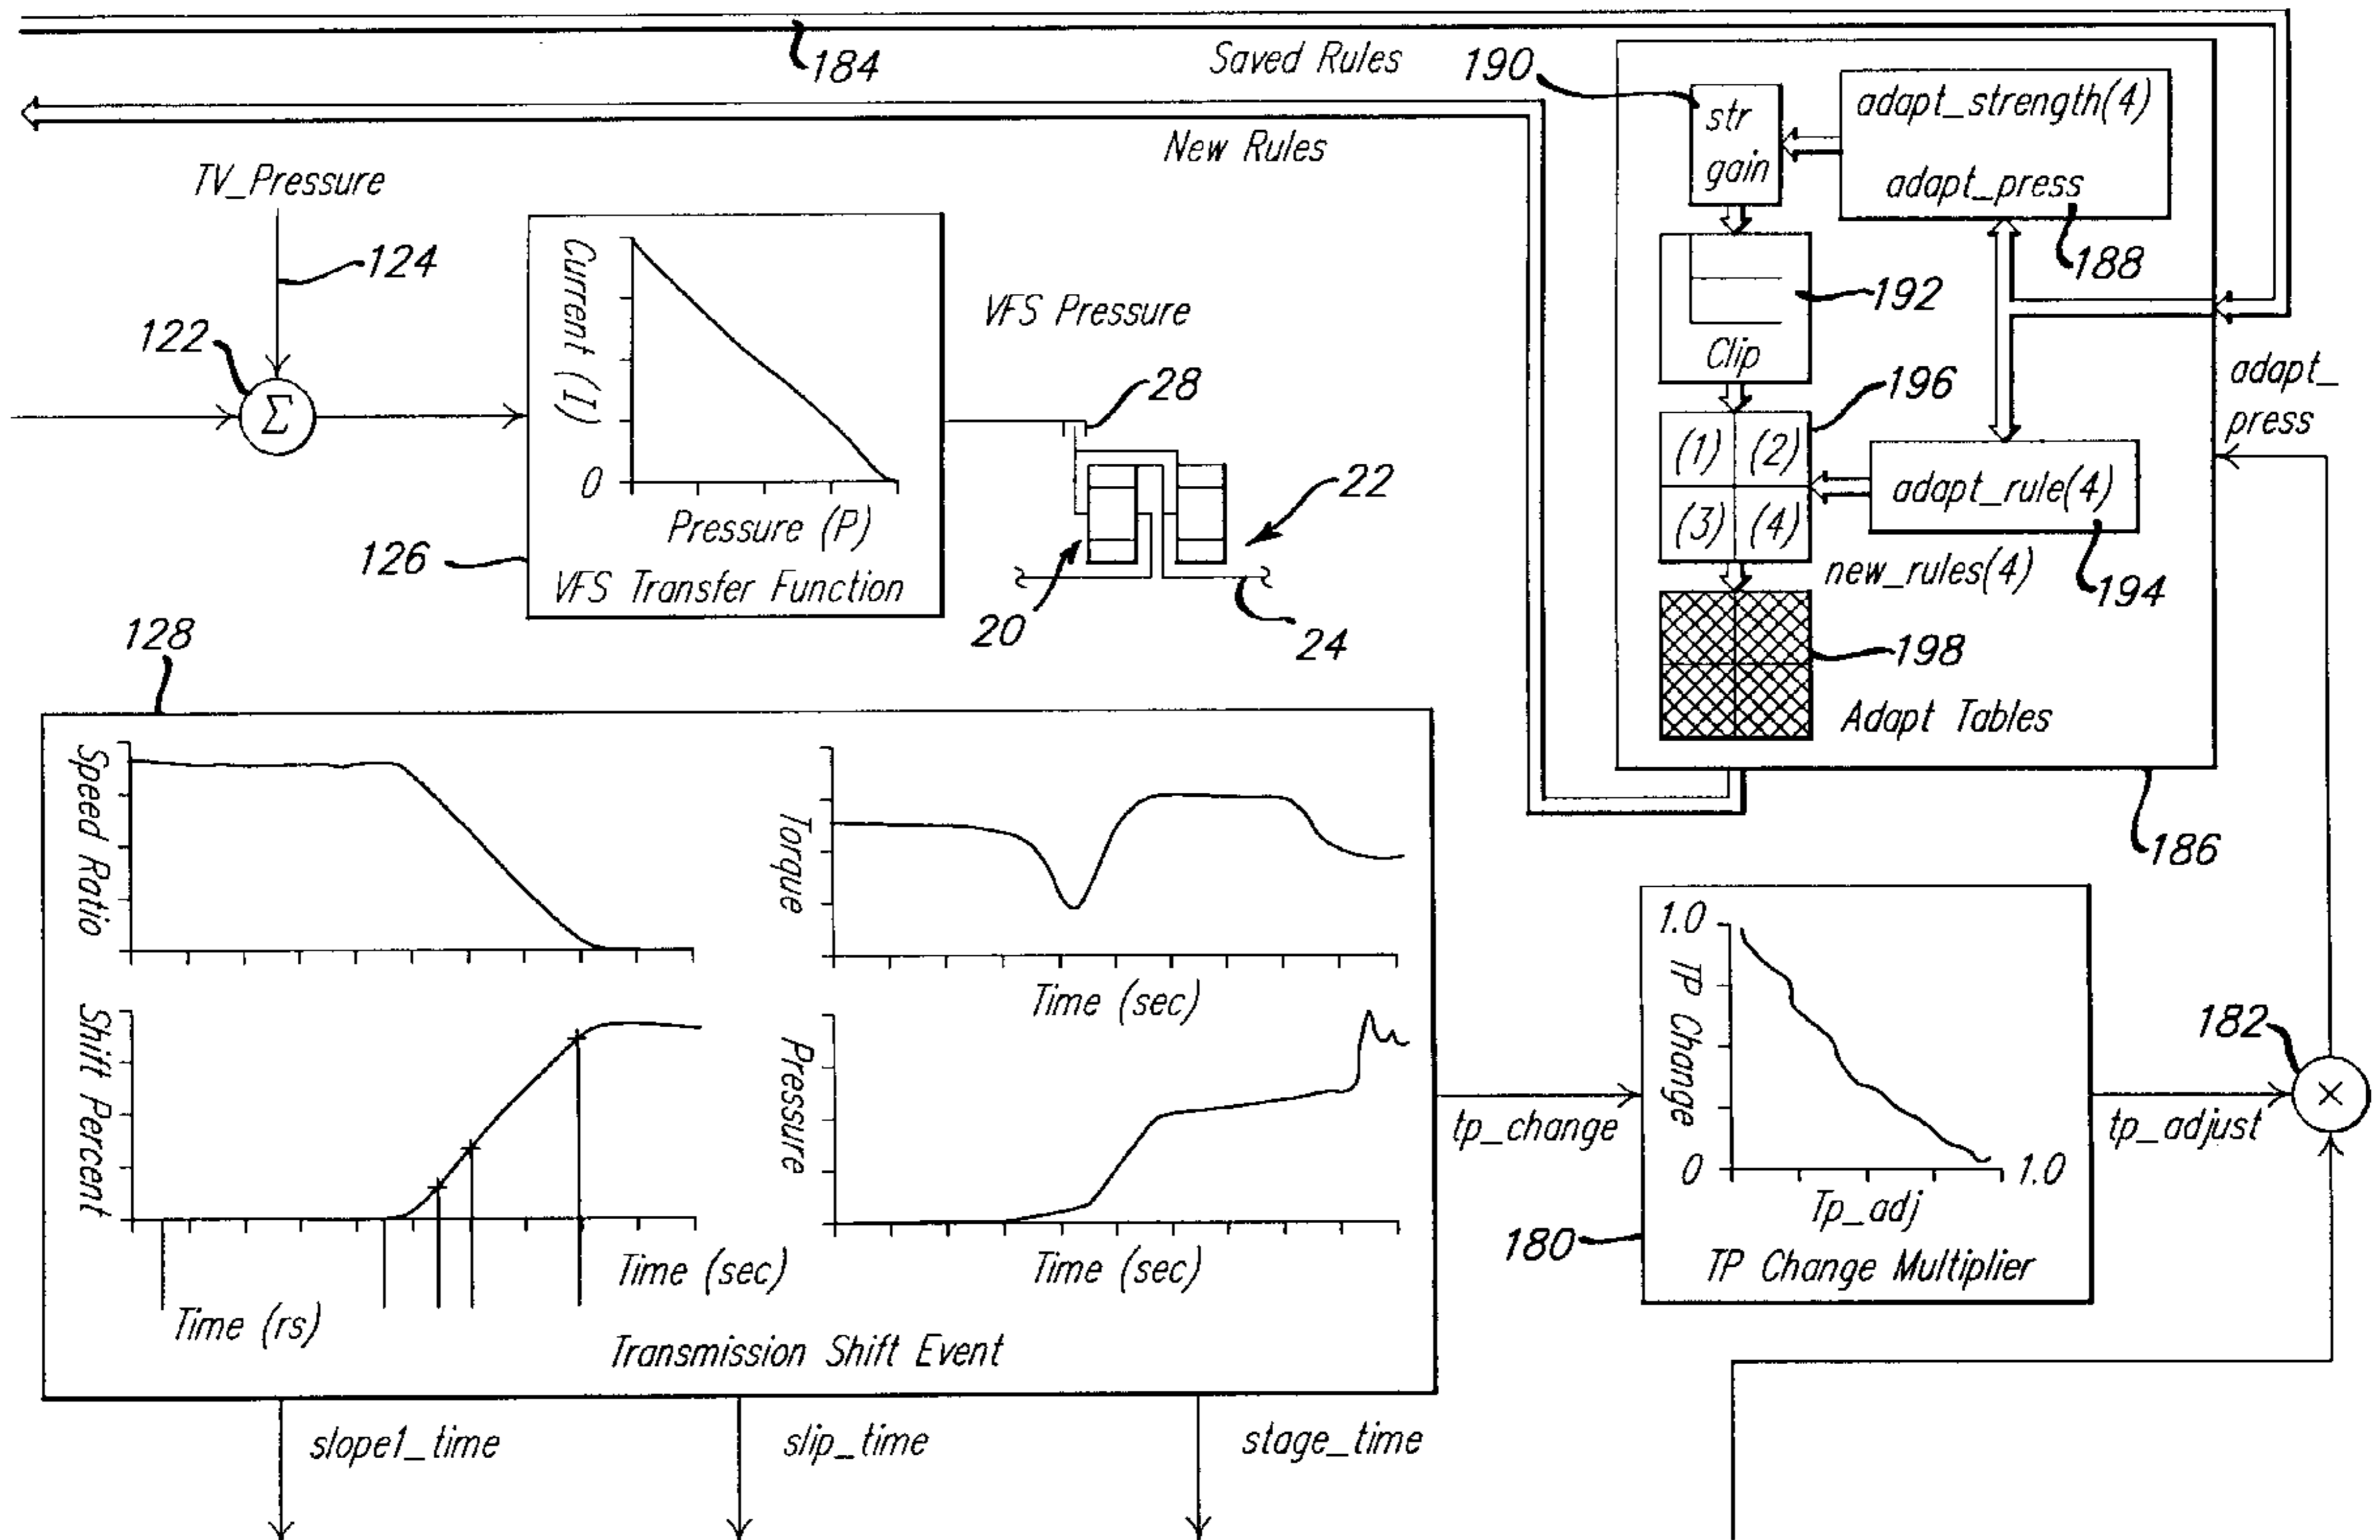 184
Saved Rules
New Rules
190
str
gain
adapt_strength(4)
adapt_press
188
192
Clip
196
(1) (2)
(3) (4)
adapt_rule(4)
194
new_rules(4)
198
Adapt Tables
186
adapt_
press
TV_Pressure
124
122
Σ
Current (I)
0
Pressure (P)
VFS Transfer Function
126
VFS Pressure
28
22
20
24
128
Speed Ratio
Torque
Time (sec)
Shift Percent
Time (sec)
Time (rs)
Pressure
Time (sec)
Transmission Shift Event
tp_change
1.0
TP Change
0
1.0
Tp_adj
TP Change Multiplier
180
tp_adjust
182
×
slope1_time
slip_time
stage_time